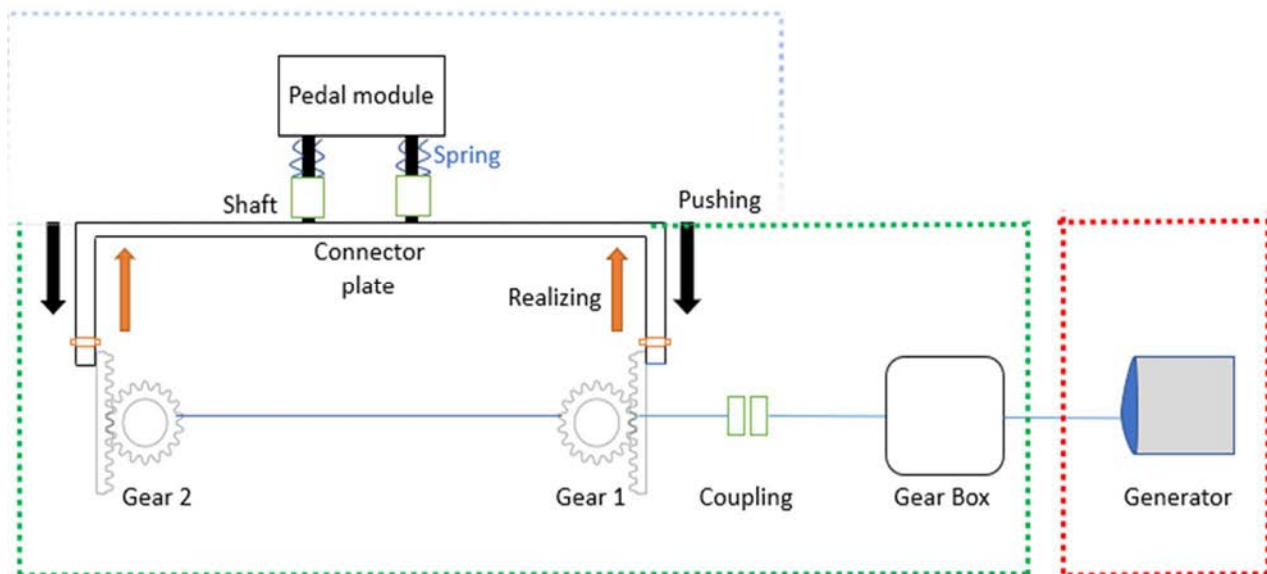 Pedal module
Spring
Shaft
Pushing
Connector
plate
Realizing
Gear 2
Gear 1
Coupling
Gear Box
Generator